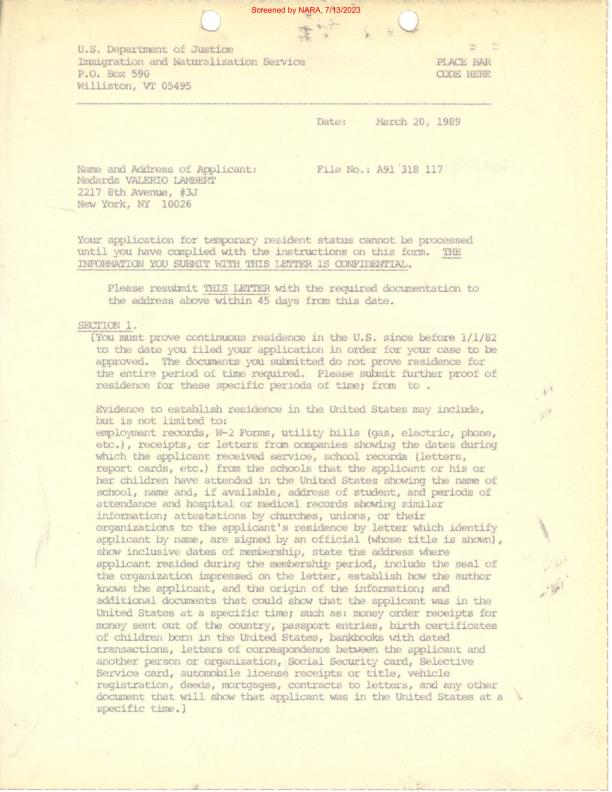 Screened by NARA, 7/13/2023
U.S. Department of Justice
Immigration and Naturalization Service
P.O. Box 590
Williston, VT 05495
PLACE BAR
CODE HERE
Date: March 20, 1989
Name and Address of Applicant:
File No.: A91 318 117
Medarda VALERIO LAMBERT
2217 8th Avenue, #3J
New York, NY 10026
Your application for temporary resident status cannot be processed
until you have complied with the instructions on this form. THE
INFORMATION YOU SUBMIT WITH THIS LETTER IS CONFIDENTIAL.
Please resubmit THIS LETTER with the required documentation to
the address above within 45 days from this date.
SECTION 1.
[You must prove continuous residence in the U.S. since before 1/1/82
to the date you filed your application in order for your case to be
approved. The documents you submitted do not prove residence for
the entire period of time required. Please submit further proof of
residence for these specific periods of time; from to .
Evidence to establish residence in the United States may include,
but is not limited to:
employment records, W-2 Forms, utility bills (gas, electric, phone,
etc.), receipts, or letters from companies showing the dates during
which the applicant received service, school records (letters,
report cards, etc.) from the schools that the applicant or his or
her children have attended in the United States showing the name of
school, name and, if available, address of student, and periods of
attendance and hospital or medical records showing similar
information; attestations by churches, unions, or their
organizations to the applicant's residence by letter which identify
applicant by name, are signed by an official (whose title is shown),
show inclusive dates of membership, state the address where
applicant resided during the membership period, include the seal of
the organization impressed on the letter, establish how the author
knows the applicant, and the origin of the information; and
additional documents that could show that the applicant was in the
United States at a specific time; such as: money order receipts for
money sent out of the country, passport entries, birth certificates
of children born in the United States, bankbooks with dated
transactions, letters of correspondence between the applicant and
another person or organization, Social Security card, Selective
Service card, automobile license receipts or title, vehicle
registration, deeds, mortgages, contracts to letters, and any other
document that will show that applicant was in the United States at a
specific time.]